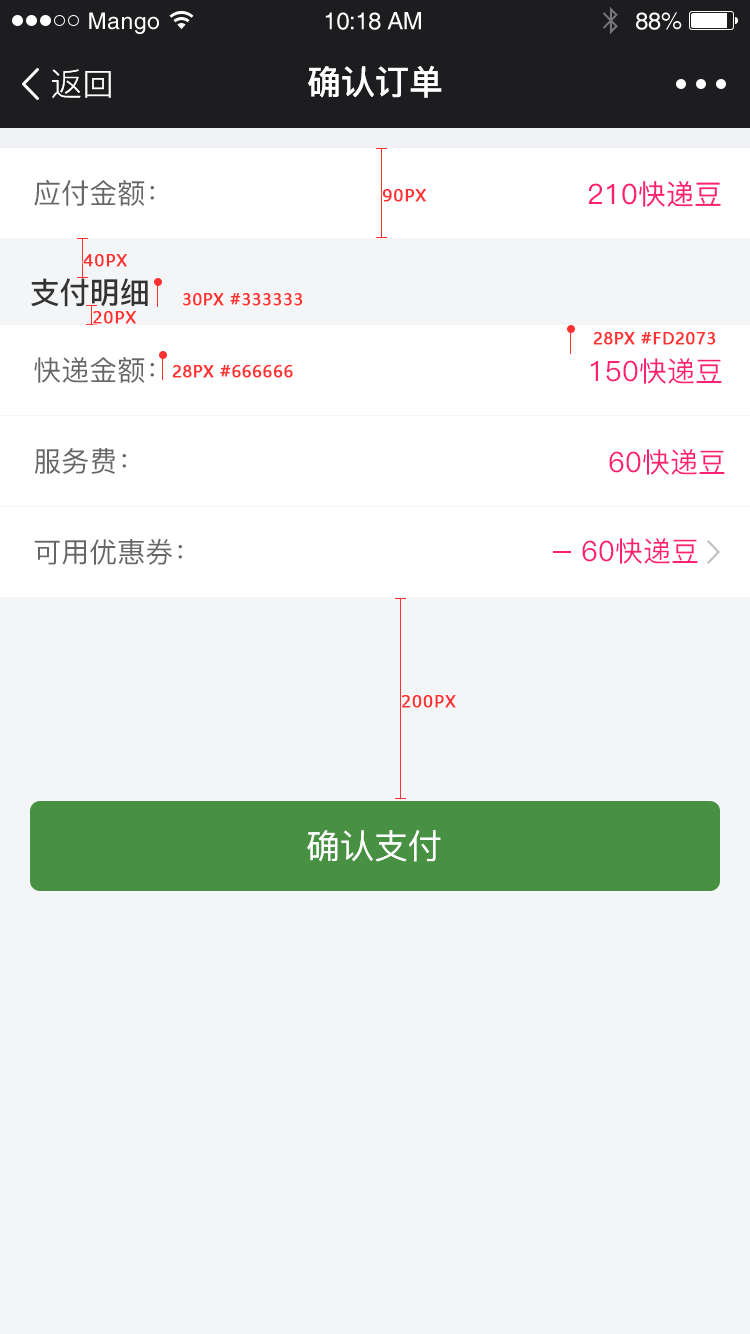 Mango 10:18 AM 88%
返回 确认订单
应付金额: 90PX 210快递豆
40PX
支付明细 30PX #333333
20PX
28PX #FD2073
快递金额: 28PX #666666 150快递豆
服务费: 60快递豆
可用优惠券: – 60快递豆
200PX
确认支付